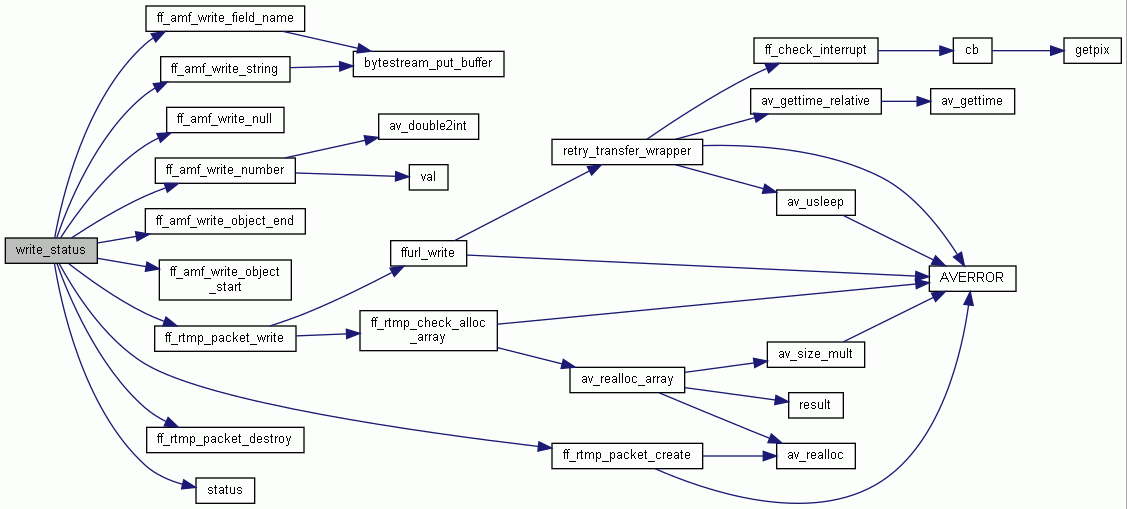 write_status
ff_amf_write_field_name
ff_amf_write_string
ff_amf_write_null
ff_amf_write_number
ff_amf_write_object_end
ff_amf_write_object
_start
ff_rtmp_packet_write
ff_rtmp_packet_destroy
status
bytestream_put_buffer
av_double2int
val
ffurl_write
ff_rtmp_check_alloc
_array
retry_transfer_wrapper
av_realloc_array
ff_rtmp_packet_create
ff_check_interrupt
av_gettime_relative
av_usleep
av_size_mult
result
av_realloc
cb
av_gettime
AVERROR
getpix